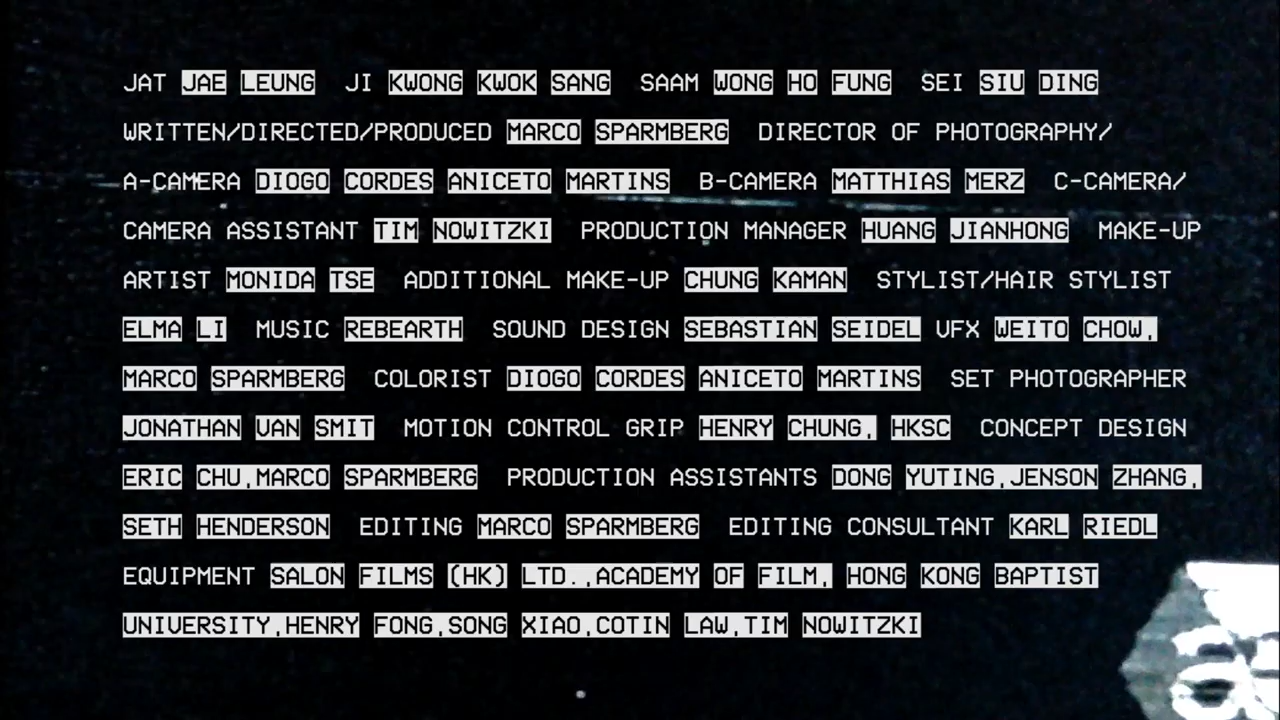 JAT JAE LEUNG JI KWONG KWOK SANG SAAM WONG HO FUNG SEI SIU DING
WRITTEN/DIRECTED/PRODUCED MARCO SPARMBERG DIRECTOR OF PHOTOGRAPHY/
A-CAMERA DIOGO CORDES ANICETO MARTINS B-CAMERA MATTHIAS MERZ C-CAMERA/
CAMERA ASSISTANT TIM NOWITZKI PRODUCTION MANAGER HUANG JIANHONG MAKE-UP
ARTIST MONIDA TSE ADDITIONAL MAKE-UP CHUNG KAMAN STYLIST/HAIR STYLIST
ELMA LI MUSIC REBEARTH SOUND DESIGN SEBASTIAN SEIDEL VFX WEITO CHOW,
MARCO SPARMBERG COLORIST DIOGO CORDES ANICETO MARTINS SET PHOTOGRAPHER
JONATHAN VAN SMIT MOTION CONTROL GRIP HENRY CHUNG, HKSC CONCEPT DESIGN
ERIC CHU,MARCO SPARMBERG PRODUCTION ASSISTANTS DONG YUTING,JENSON ZHANG,
SETH HENDERSON EDITING MARCO SPARMBERG EDITING CONSULTANT KARL RIEDL
EQUIPMENT SALON FILMS (HK) LTD.,ACADEMY OF FILM, HONG KONG BAPTIST
UNIVERSITY,HENRY FONG,SONG XIAO,COTIN LAW,TIM NOWITZKI